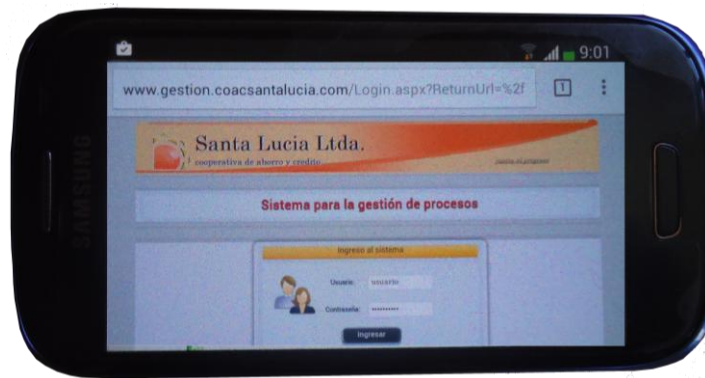 9:01
www.gestion.coacsantalucia.com/Login.aspx?ReturnUrl=%2f
1
Santa Lucia Ltda.
cooperativa de ahorro y credito
Sistema para la gestión de procesos
Ingreso al sistema
Usuario:
Contraseña:
Ingresar
SAMSUNG